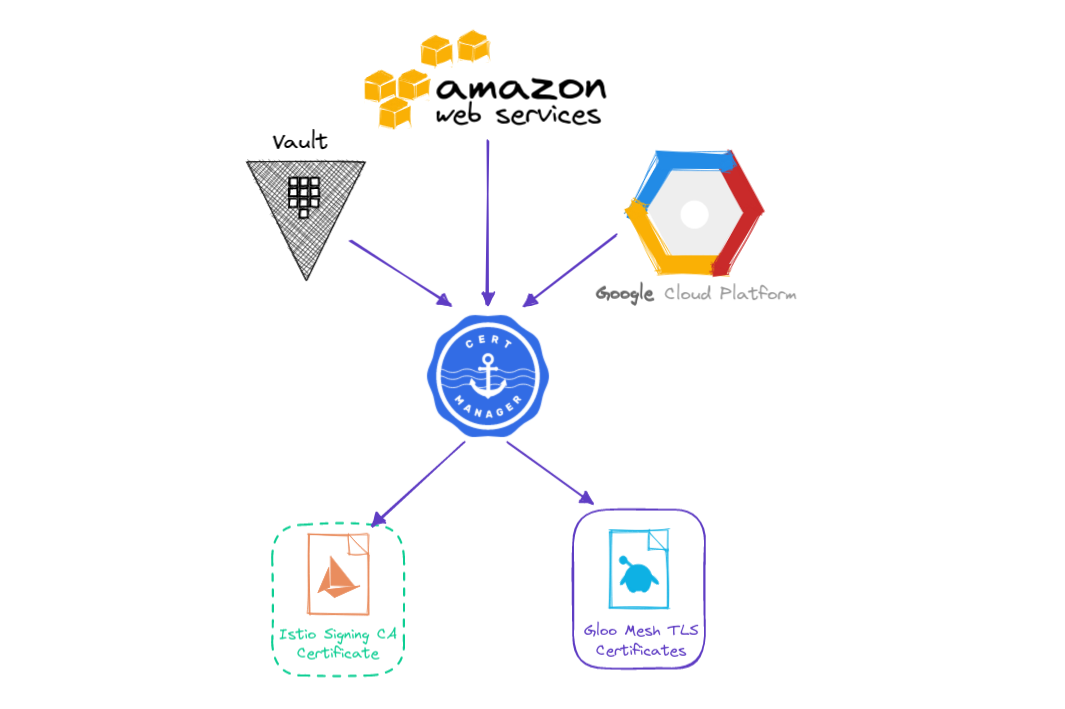 amazon
web services
Vault
Google Cloud Platform
CERT
MANAGER
Istio Signing CA
Certificate
Gloo Mesh TLS
Certificates